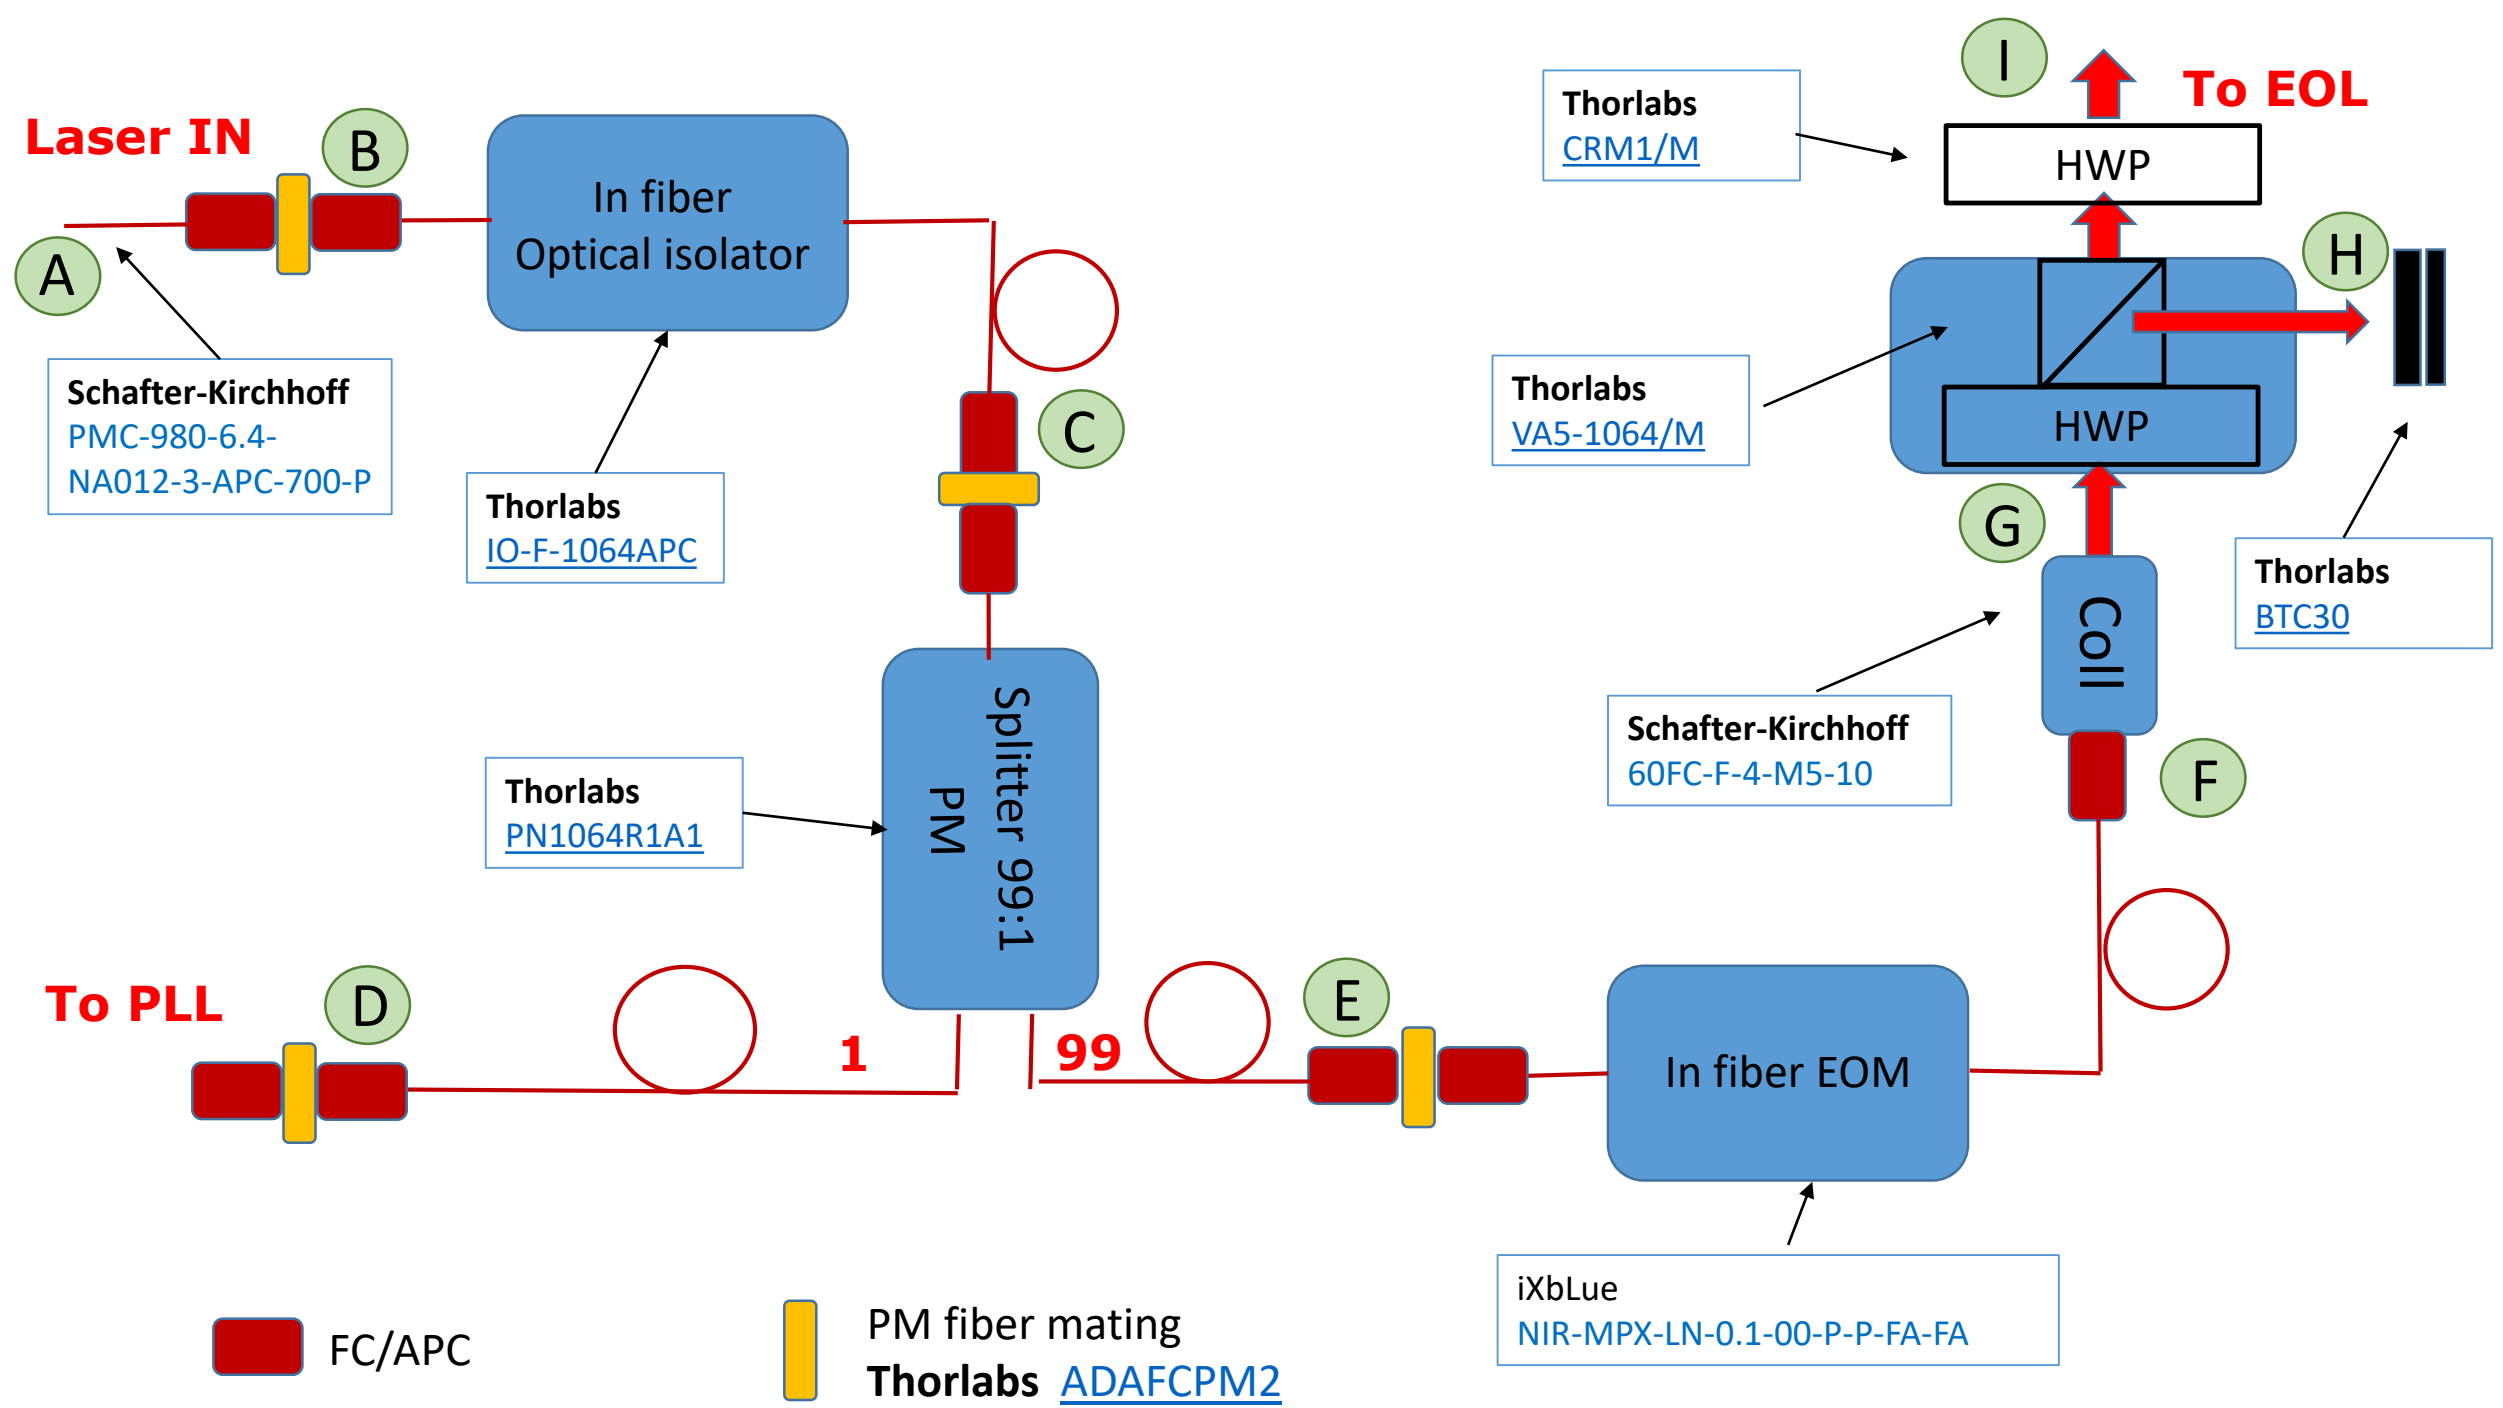 Laser IN
A
B
In fiber
Optical isolator
Schafter-Kirchhoff
PMC-980-6.4-
NA012-3-APC-700-P
Thorlabs
IO-F-1064APC
C
Splitter 99:1
PM
Thorlabs
PN1064R1A1
To PLL
D
1
99
E
In fiber EOM
iXbLue
NIR-MPX-LN-0.1-00-P-P-FA-FA
F
Coll
Schafter-Kirchhoff
60FC-F-4-M5-10
G
HWP
Thorlabs
VA5-1064/M
H
Thorlabs
BTC30
HWP
Thorlabs
CRM1/M
I
To EOL
FC/APC
PM fiber mating
Thorlabs ADAFCPM2